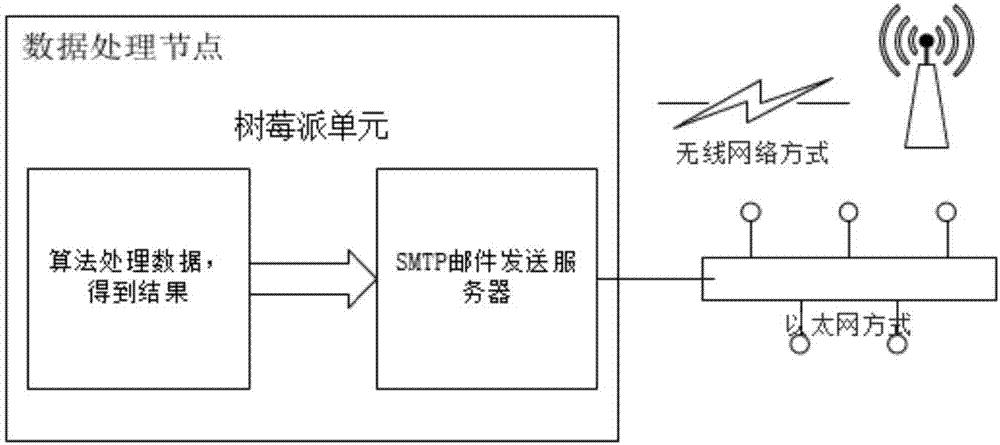 数据处理节点
树莓派单元
无线网络方式
算法处理数据，
得到结果
SMTP邮件发送服
务器
以太网方式